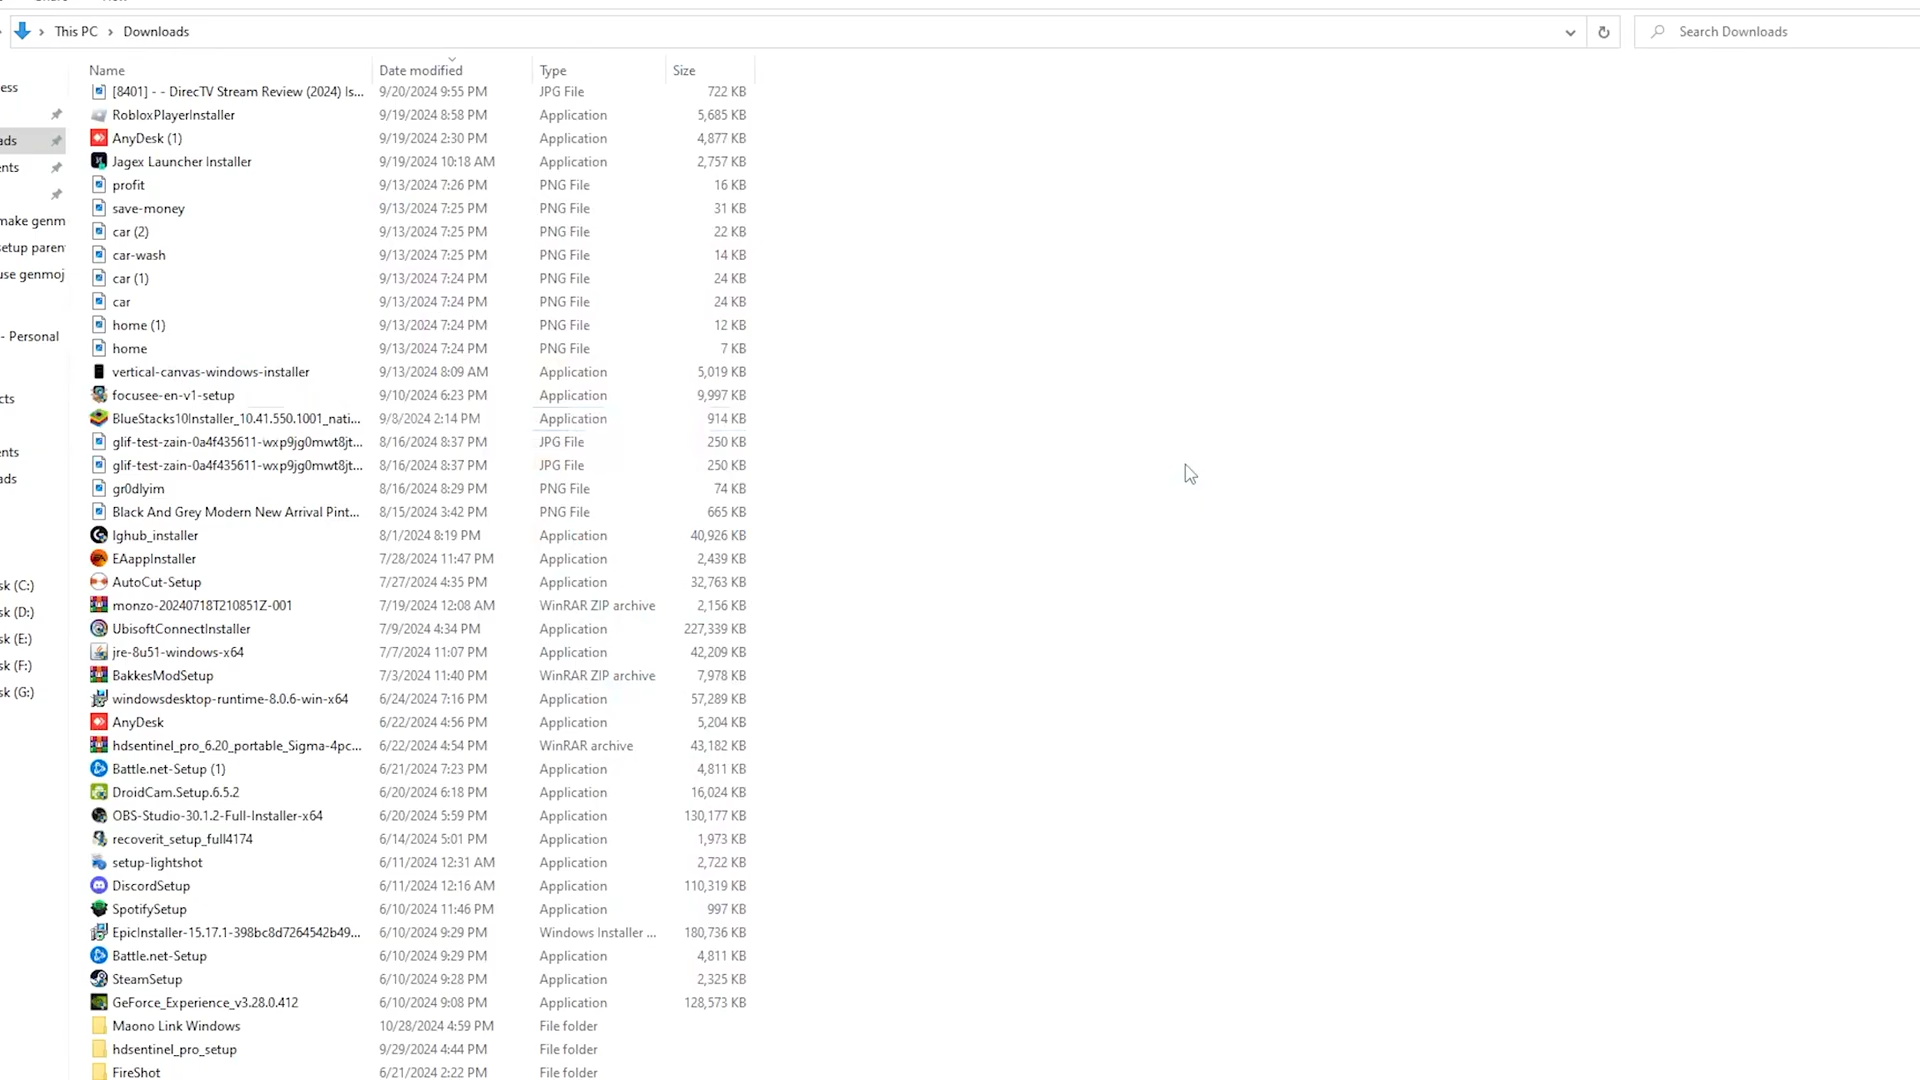 This PC > Downloads
Search Downloads
Name Date modified Type Size
[8401] - - DirecTV Stream Review (2024) Is... 9/20/2024 9:55 PM JPG File 722 KB
RobloxPlayerInstaller 9/19/2024 8:58 PM Application 5,685 KB
AnyDesk (1) 9/19/2024 2:30 PM Application 4,877 KB
Jagex Launcher Installer 9/19/2024 10:18 AM Application 2,757 KB
profit 9/13/2024 7:26 PM PNG File 16 KB
save-money 9/13/2024 7:25 PM PNG File 31 KB
car (2) 9/13/2024 7:25 PM PNG File 22 KB
car-wash 9/13/2024 7:25 PM PNG File 14 KB
car (1) 9/13/2024 7:24 PM PNG File 24 KB
car 9/13/2024 7:24 PM PNG File 24 KB
home (1) 9/13/2024 7:24 PM PNG File 12 KB
home 9/13/2024 7:24 PM PNG File 7 KB
vertical-canvas-windows-installer 9/13/2024 8:09 AM Application 5,019 KB
focusee-en-v1-setup 9/10/2024 6:23 PM Application 9,997 KB
BlueStacks10Installer_10.41.550.1001_nati... 9/8/2024 2:14 PM Application 914 KB
glif-test-zain-0a4f435611-wxp9jg0mwt8jt... 8/16/2024 8:37 PM JPG File 250 KB
glif-test-zain-0a4f435611-wxp9jg0mwt8jt... 8/16/2024 8:37 PM JPG File 250 KB
gr0dlyim 8/16/2024 8:29 PM PNG File 74 KB
Black And Grey Modern New Arrival Pint... 8/15/2024 3:42 PM PNG File 665 KB
lghub_installer 8/1/2024 8:19 PM Application 40,926 KB
EAappInstaller 7/28/2024 11:47 PM Application 2,439 KB
AutoCut-Setup 7/27/2024 4:35 PM Application 32,763 KB
monzo-20240718T210851Z-001 7/19/2024 12:08 AM WinRAR ZIP archive 2,156 KB
UbisoftConnectInstaller 7/9/2024 4:34 PM Application 227,339 KB
jre-8u51-windows-x64 7/7/2024 11:07 PM Application 42,209 KB
BakkesModSetup 7/3/2024 11:40 PM WinRAR ZIP archive 7,978 KB
windowsdesktop-runtime-8.0.6-win-x64 6/24/2024 7:16 PM Application 57,289 KB
AnyDesk 6/22/2024 4:56 PM Application 5,204 KB
hdsentinel_pro_6.20_portable_Sigma-4pc... 6/22/2024 4:54 PM WinRAR archive 43,182 KB
Battle.net-Setup (1) 6/21/2024 7:23 PM Application 4,811 KB
DroidCam.Setup.6.5.2 6/20/2024 6:18 PM Application 16,024 KB
OBS-Studio-30.1.2-Full-Installer-x64 6/20/2024 5:59 PM Application 130,177 KB
recoverit_setup_full4174 6/14/2024 5:01 PM Application 1,973 KB
setup-lightshot 6/11/2024 12:31 AM Application 2,722 KB
DiscordSetup 6/11/2024 12:16 AM Application 110,319 KB
SpotifySetup 6/10/2024 11:46 PM Application 997 KB
EpicInstaller-15.17.1-398bc8d7264542b49... 6/10/2024 9:29 PM Windows Installer ... 180,736 KB
Battle.net-Setup 6/10/2024 9:29 PM Application 4,811 KB
SteamSetup 6/10/2024 9:28 PM Application 2,325 KB
GeForce_Experience_v3.28.0.412 6/10/2024 9:08 PM Application 128,573 KB
Maono Link Windows 10/28/2024 4:59 PM File folder
hdsentinel_pro_setup 9/29/2024 4:44 PM File folder
FireShot 6/21/2024 2:22 PM File folder
ess
ads
ents
make genm
setup paren
use genmoj
- Personal
cts
ents
ads
sk (C:)
sk (D:)
sk (E:)
sk (F:)
sk (G:)